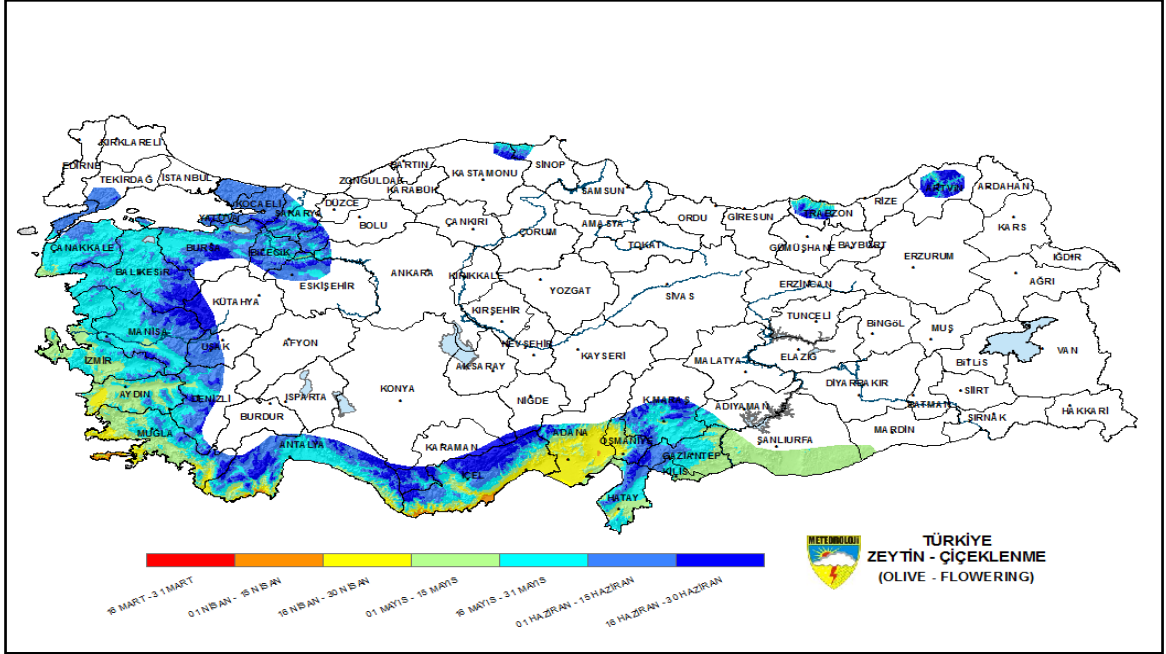 KIRKLARELİ
EDİRNE
TEKİRDAĞ
İSTANBUL
KOCAELİ
YALOVA
SAKARYA
DÜZCE
ZONGULDAK
BARTIN
KARABÜK
KASTAMONU
SİNOP
SAMSUN
ÇANKIRI
ÇORUM
AMASYA
TOKAT
ORDU
GİRESUN
TRABZON
RİZE
ARTVİN
ARDAHAN
KARS
IĞDIR
AĞRI
ERZURUM
BAYBURT
GÜMÜŞHANE
ERZİNCAN
TUNCELİ
BİNGÖL
MUŞ
BİTLİS
VAN
HAKKARİ
ŞIRNAK
SİİRT
BATMAN
MARDİN
DİYARBAKIR
ELAZIĞ
MALATYA
ADIYAMAN
ŞANLIURFA
GAZİANTEP
KİLİS
HATAY
OSMANİYE
K.MARAŞ
ADANA
İÇEL
KARAMAN
NİĞDE
KAYSERİ
SİVAS
YOZGAT
NEVŞEHİR
KIRŞEHİR
KIRIKKALE
AKSARAY
ANKARA
KONYA
BOLU
BİLECİK
ESKİŞEHİR
BURSA
ÇANAKKALE
BALIKESİR
KÜTAHYA
AFYON
UŞAK
MANİSA
İZMİR
AYDIN
DENİZLİ
MUĞLA
BURDUR
ISPARTA
ANTALYA
METEOROLOJİ
TÜRKİYE
ZEYTİN - ÇİÇEKLENME
(OLIVE - FLOWERING)
16 MART - 31 MART
01 NİSAN - 15 NİSAN
16 NİSAN - 30 NİSAN
01 MAYIS - 15 MAYIS
16 MAYIS - 31 MAYIS
01 HAZİRAN - 15 HAZİRAN
16 HAZİRAN - 30 HAZİRAN